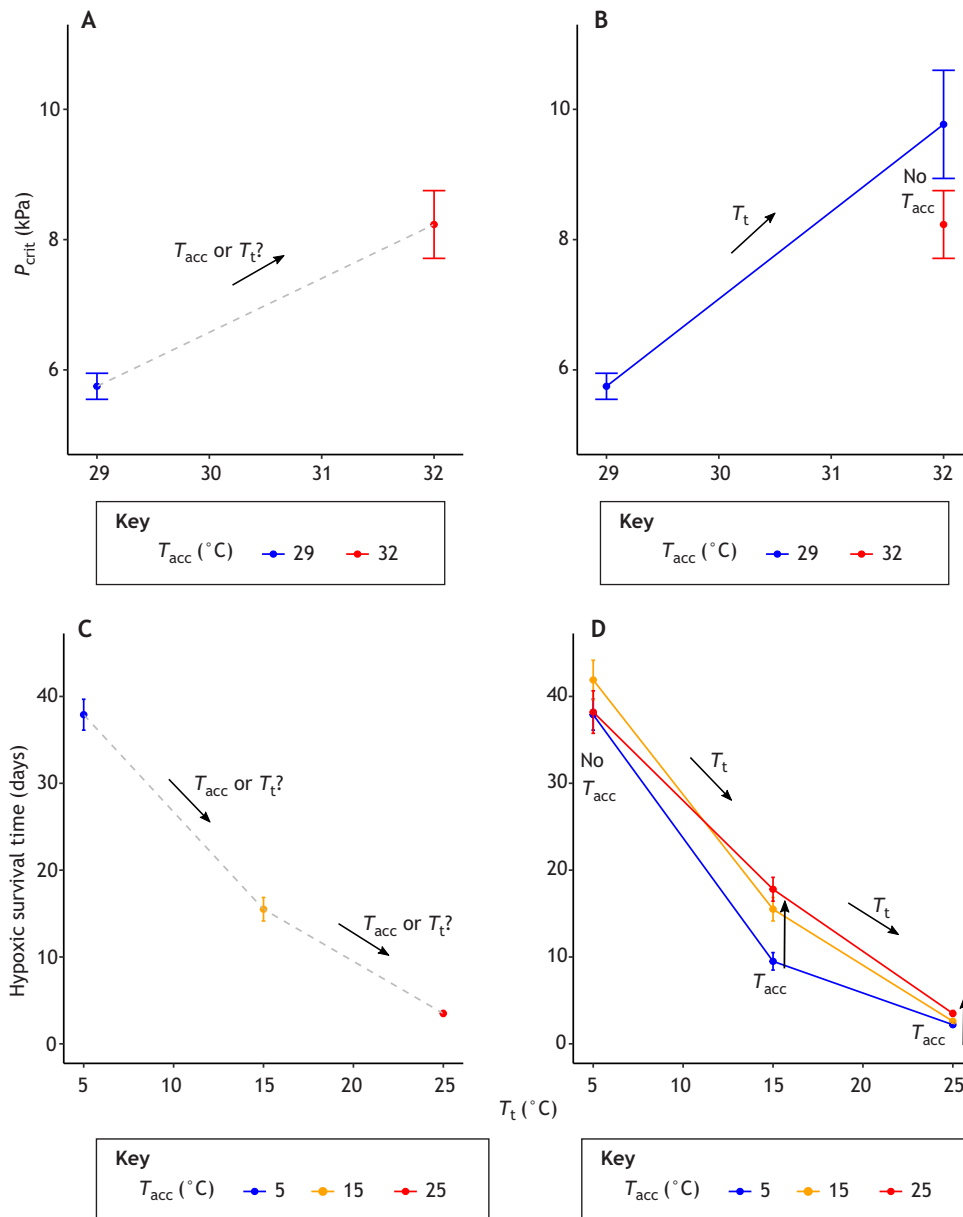 A
10
8
6
P_crit (kPa)
T_acc or T_t?
29
30
31
32
Key
T_acc (°C)
29
32
B
10
8
6
No
T_acc
T_t
29
30
31
32
Key
T_acc (°C)
29
32
C
40
30
20
10
0
Hypoxic survival time (days)
T_acc or T_t?
T_acc or T_t?
5
10
15
20
25
D
40
30
20
10
0
No
T_acc
T_t
T_t
T_acc
T_acc
5
10
15
20
25
T_t (°C)
Key
T_acc (°C)
5
15
25
Key
T_acc (°C)
5
15
25